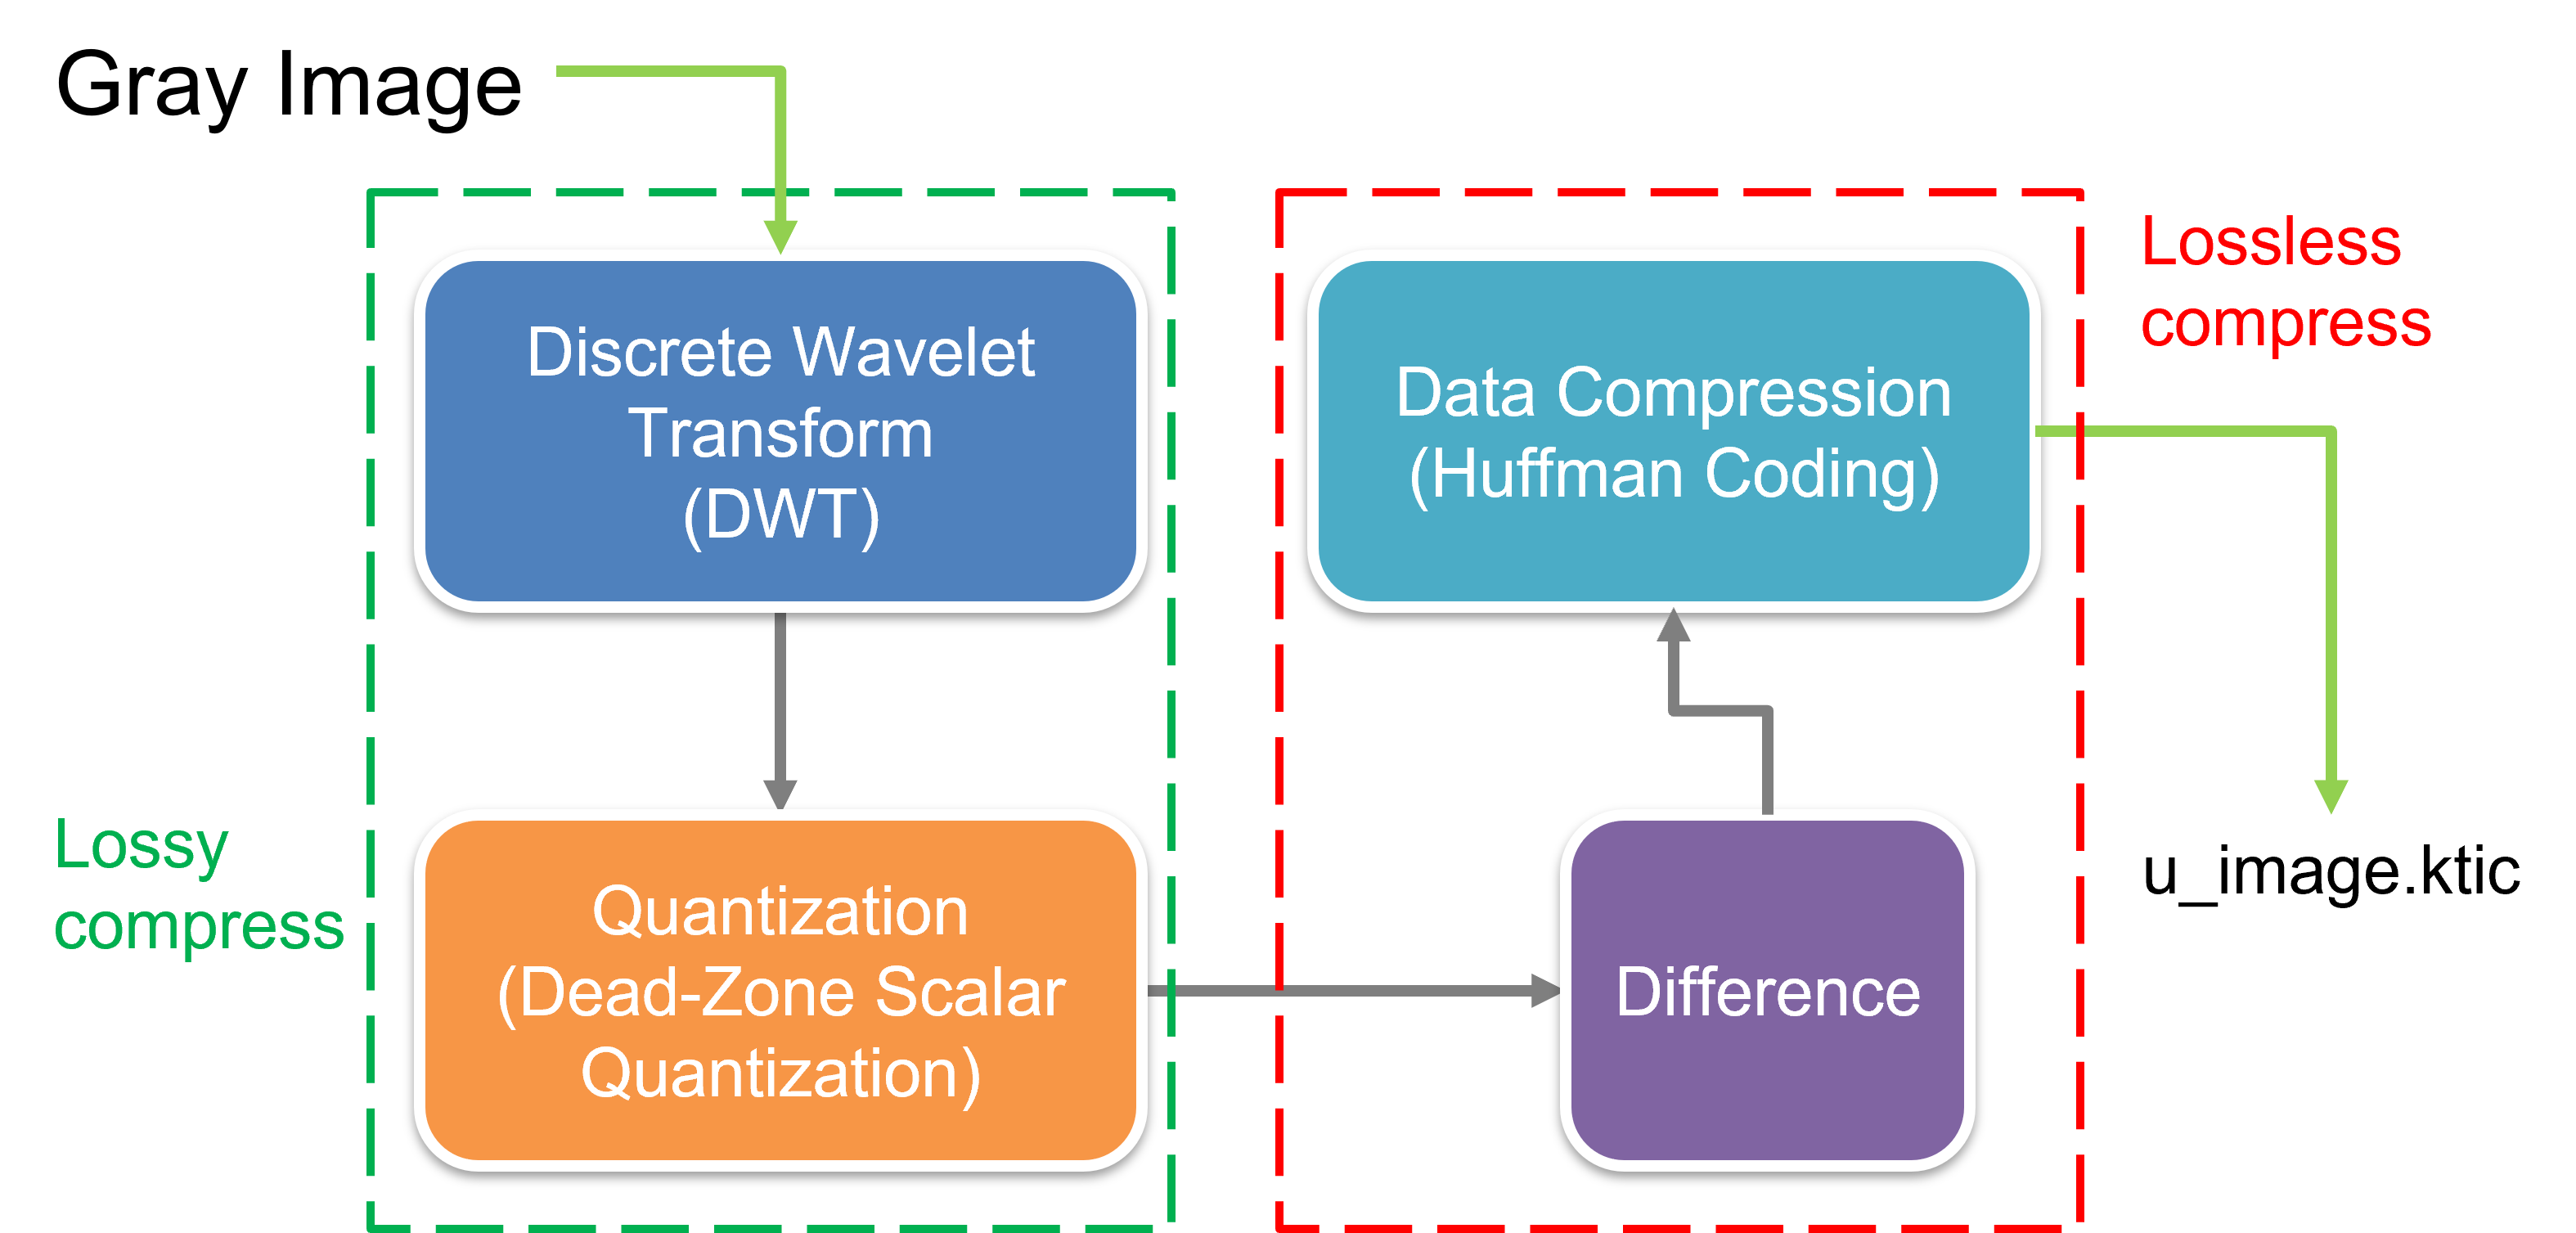 Gray Image
Discrete Wavelet
Transform
(DWT)
Lossy
compress
Quantization
(Dead-Zone Scalar
Quantization)
Difference
Data Compression
(Huffman Coding)
Lossless
compress
u_image.ktic